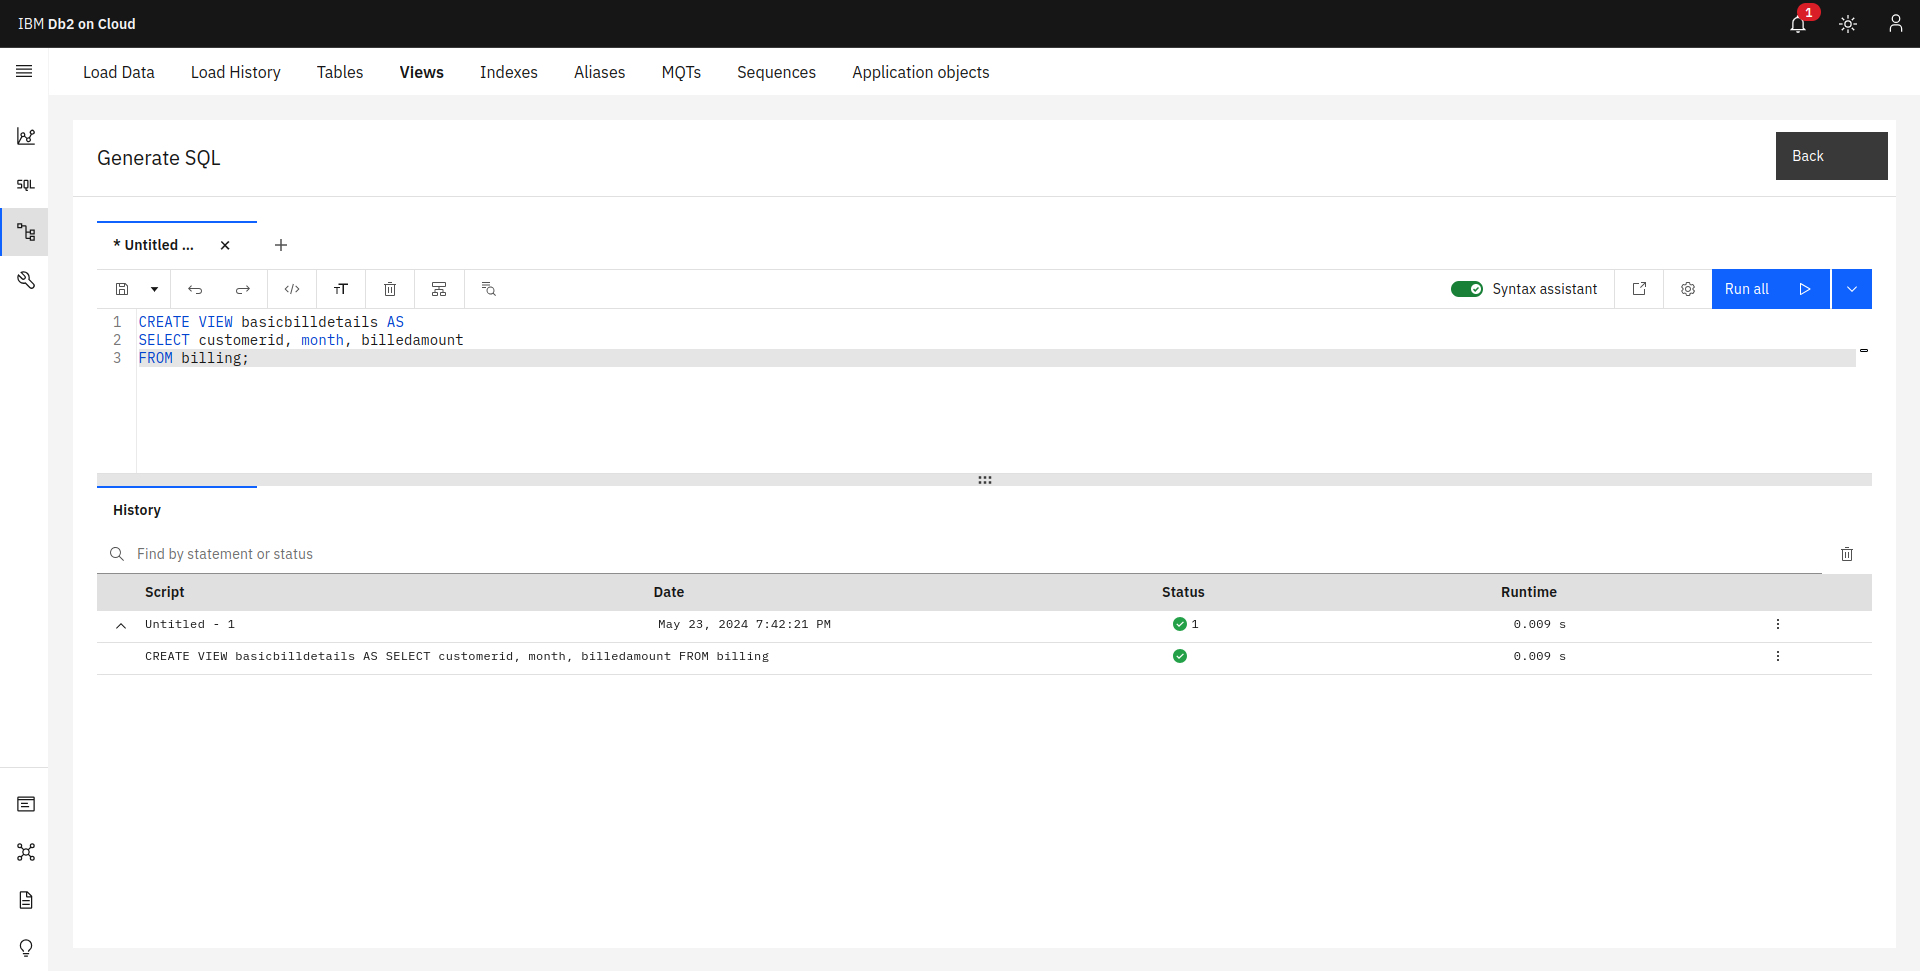 IBM Db2 on Cloud
1
Load Data Load History Tables Views Indexes Aliases MQTs Sequences Application objects
SQL
Generate SQL
Back
* Untitled ...
Syntax assistant
Run all
1 CREATE VIEW basicbilldetails AS
2 SELECT customerid, month, billedamount
3 FROM billing;
History
Find by statement or status
Script Date Status Runtime
Untitled - 1 May 23, 2024 7:42:21 PM 1 0.009 s
CREATE VIEW basicbilldetails AS SELECT customerid, month, billedamount FROM billing 0.009 s